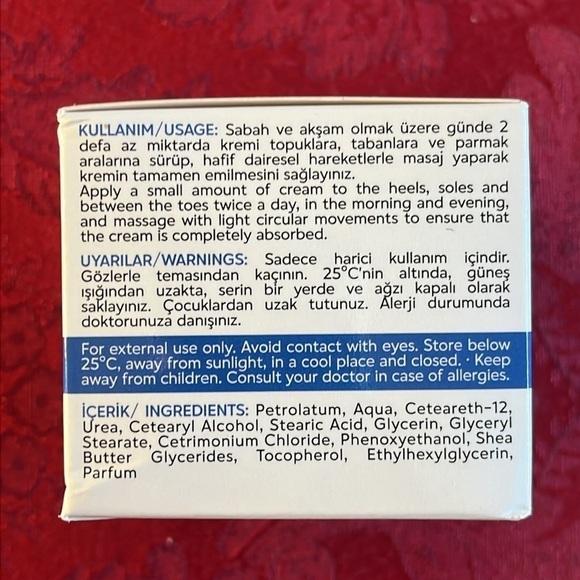 KULLANIM/USAGE: Sabah ve akşam olmak üzere günde 2
defa az miktarda kremi topuklara, tabanlara ve parmak
aralarına sürüp, hafif dairesel hareketlerle masaj yaparak
kremin tamamen emilmesini sağlayınız.
Apply a small amount of cream to the heels, soles and
between the toes twice a day, in the morning and evening,
and massage with light circular movements to ensure that
the cream is completely absorbed.
UYARILAR/WARNINGS: Sadece harici kullanım içindir.
Gözlerle temasından kaçının. 25°C'nin altında, güneş
ışığından uzakta, serin bir yerde ve ağzı kapalı olarak
saklayınız. Çocuklardan uzak tutunuz. Alerji durumunda
doktorunuza danışınız.
For external use only. Avoid contact with eyes. Store below
25°C, away from sunlight, in a cool place and closed. · Keep
away from children. Consult your doctor in case of allergies.
İÇERİK/ INGREDIENTS: Petrolatum, Aqua, Ceteareth-12,
Urea, Cetearyl Alcohol, Stearic Acid, Glycerin, Glyceryl
Stearate, Cetrimonium Chloride, Phenoxyethanol, Shea
Butter Glycerides, Tocopherol, Ethylhexylglycerin,
Parfum